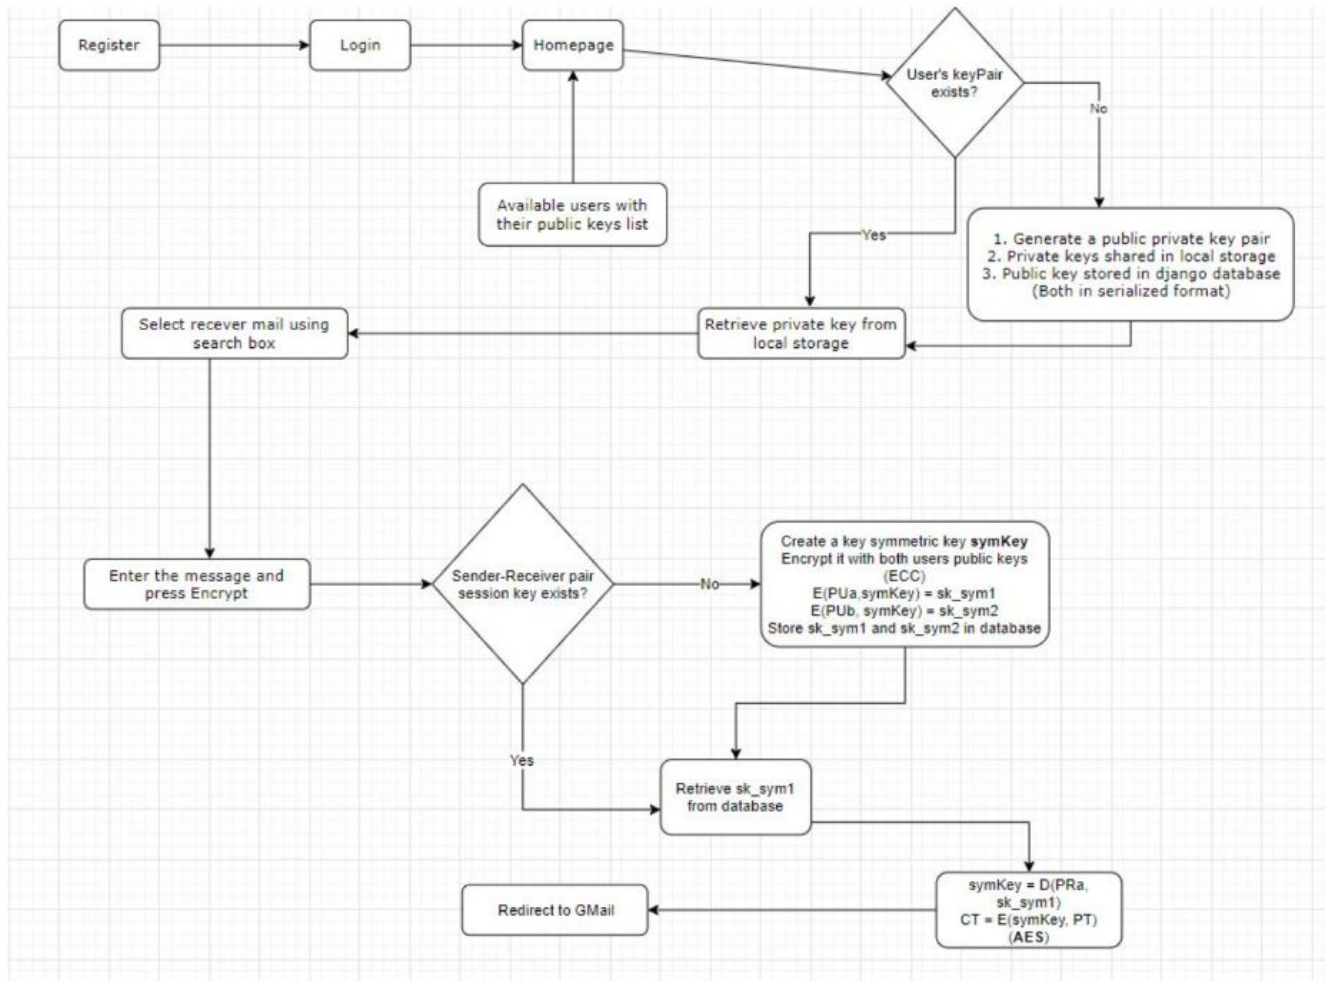 Register
Login
Homepage
User's keyPair
exists?
No
Available users with
their public keys list
Yes
1. Generate a public private key pair
2. Private keys shared in local storage
3. Public key stored in django database
(Both in serialized format)
Select recever mail using
search box
Retrieve private key from
local storage
Enter the message and
press Encrypt
Sender-Receiver pair
session key exists?
No
Create a key symmetric key symKey
Encrypt it with both users public keys
(ECC)
E(PUa,symKey) = sk_sym1
E(PUb, symKey) = sk_sym2
Store sk_sym1 and sk_sym2 in database
Yes
Retrieve sk_sym1
from database
symKey = D(PRa,
sk_sym1)
CT = E(symKey, PT)
(AES)
Redirect to GMail